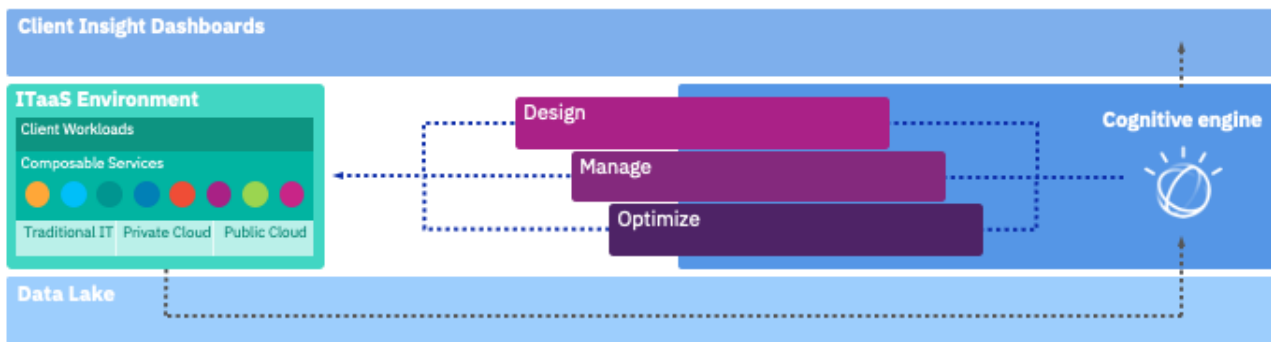 Client Insight Dashboards
ITaaS Environment
Client Workloads
Composable Services
Traditional IT
Private Cloud
Public Cloud
Design
Manage
Optimize
Cognitive engine
Data Lake